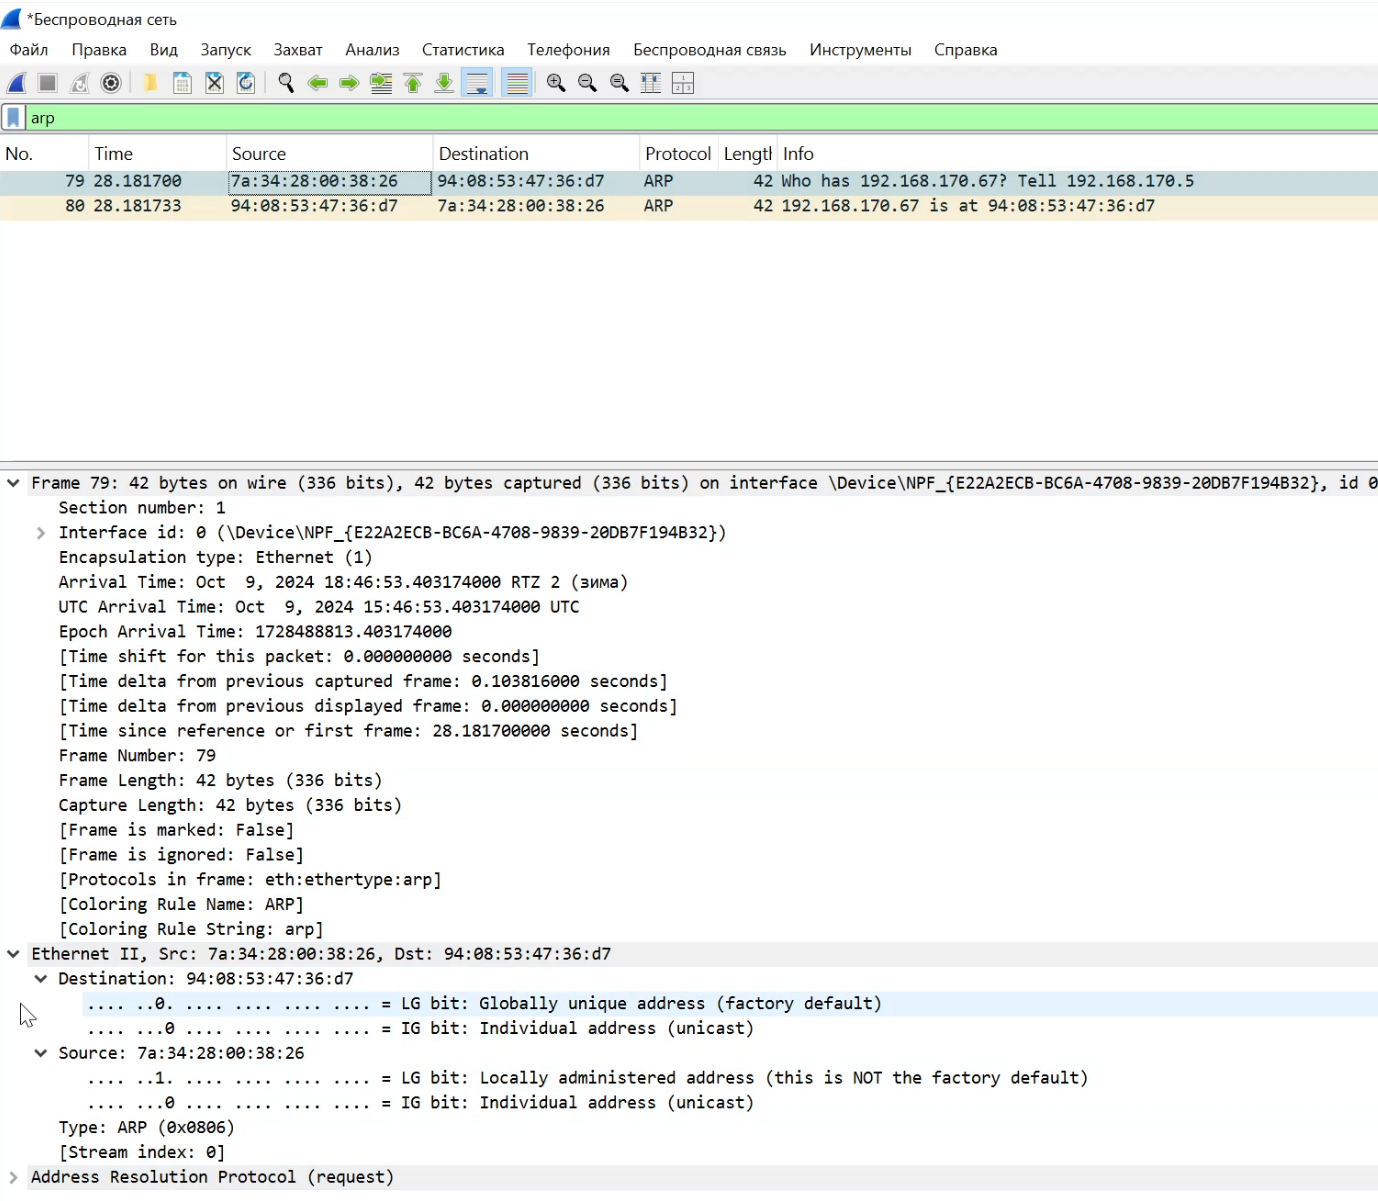 *Беспроводная сеть
Файл Правка Вид Запуск Захват Анализ Статистика Телефония Беспроводная связь Инструменты Справка
arp
No. Time Source Destination Protocol Lengtl Info
79 28.181700 7a:34:28:00:38:26 94:08:53:47:36:d7 ARP 42 Who has 192.168.170.67? Tell 192.168.170.5
80 28.181733 94:08:53:47:36:d7 7a:34:28:00:38:26 ARP 42 192.168.170.67 is at 94:08:53:47:36:d7
Frame 79: 42 bytes on wire (336 bits), 42 bytes captured (336 bits) on interface \Device\NPF_{E22A2ECB-BC6A-4708-9839-20DB7F194B32}, id 0
Section number: 1
Interface id: 0 (\Device\NPF_{E22A2ECB-BC6A-4708-9839-20DB7F194B32})
Encapsulation type: Ethernet (1)
Arrival Time: Oct  9, 2024 18:46:53.403174000 RTZ 2 (зима)
UTC Arrival Time: Oct  9, 2024 15:46:53.403174000 UTC
Epoch Arrival Time: 1728488813.403174000
[Time shift for this packet: 0.000000000 seconds]
[Time delta from previous captured frame: 0.103816000 seconds]
[Time delta from previous displayed frame: 0.000000000 seconds]
[Time since reference or first frame: 28.181700000 seconds]
Frame Number: 79
Frame Length: 42 bytes (336 bits)
Capture Length: 42 bytes (336 bits)
[Frame is marked: False]
[Frame is ignored: False]
[Protocols in frame: eth:ethertype:arp]
[Coloring Rule Name: ARP]
[Coloring Rule String: arp]
Ethernet II, Src: 7a:34:28:00:38:26, Dst: 94:08:53:47:36:d7
Destination: 94:08:53:47:36:d7
.... ..0. .... .... .... .... = LG bit: Globally unique address (factory default)
.... ...0 .... .... .... .... = IG bit: Individual address (unicast)
Source: 7a:34:28:00:38:26
.... ..1. .... .... .... .... = LG bit: Locally administered address (this is NOT the factory default)
.... ...0 .... .... .... .... = IG bit: Individual address (unicast)
Type: ARP (0x0806)
[Stream index: 0]
Address Resolution Protocol (request)